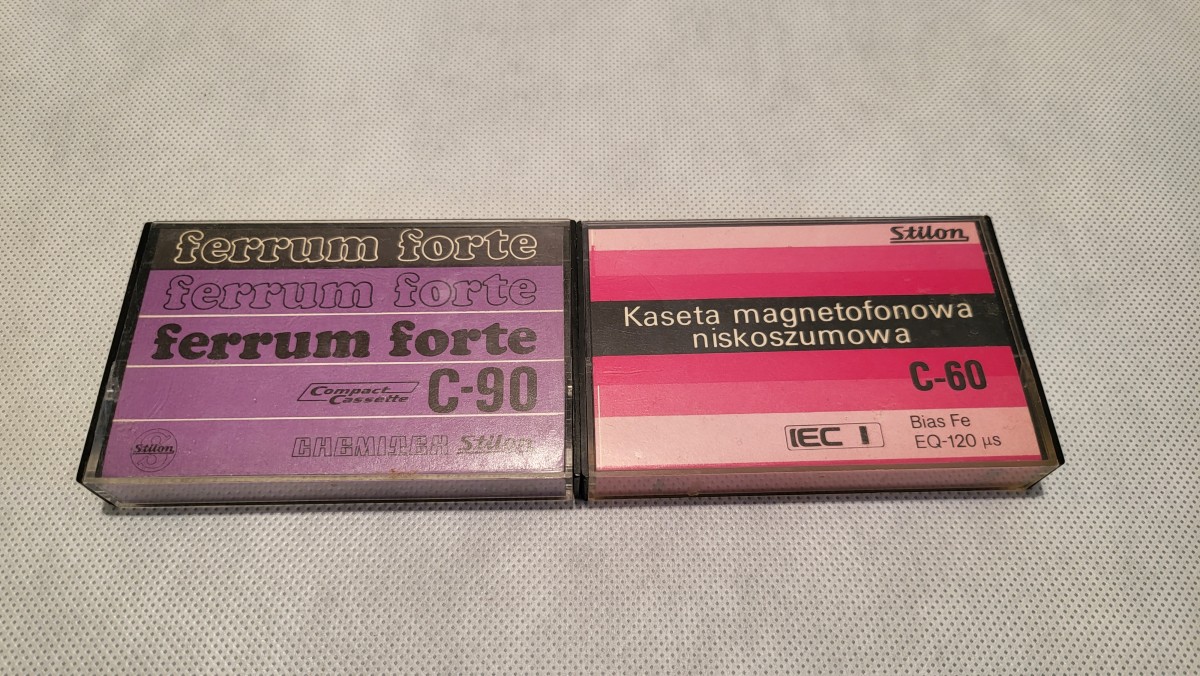 ferrum forte
ferrum forte
ferrum forte
Compact Cassette
C-90
Stilon
CHEMITEX Stilon
Stilon
Kaseta magnetofonowa
niskoszumowa
C-60
IEC I
Bias Fe
EQ-120 μs